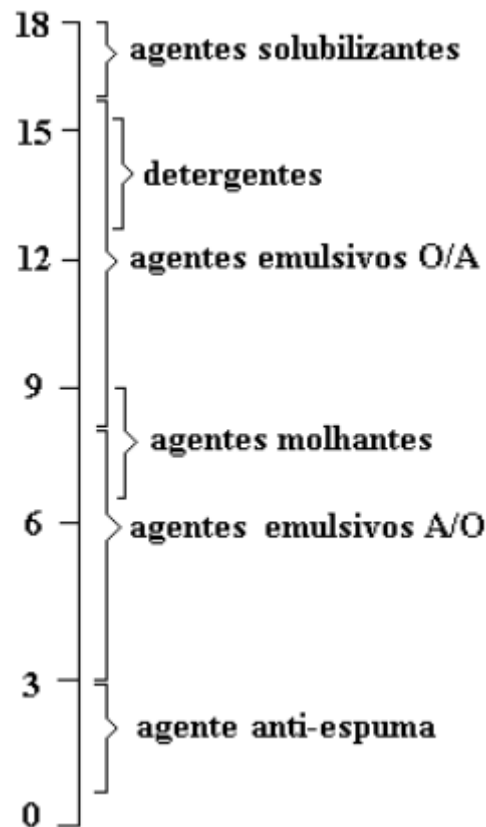 18
agentes solubilizantes
15
detergentes
12
agentes emulsivos O/A
9
agentes molhantes
6
agentes emulsivos A/O
3
agente anti-espuma
0